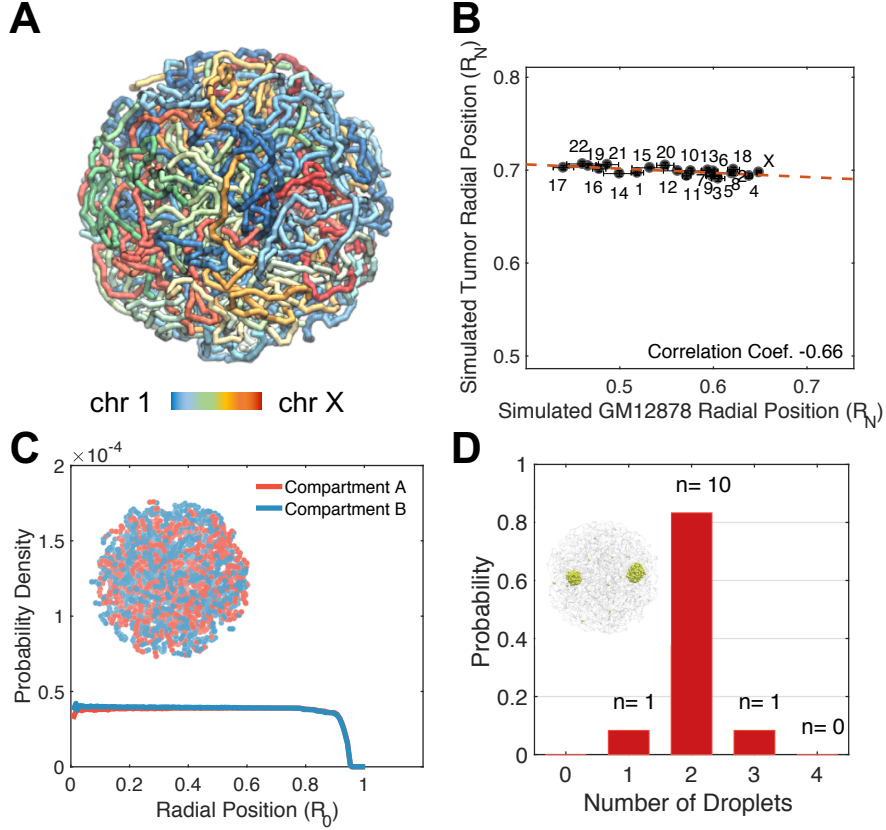 A
chr 1
chr X
B
Simulated Tumor Radial Position (R_N)
0.8
0.7
0.6
0.5
22 19 21 15 20 10 13 6 18 X
17 16 14 1 12 11 7 9 3 5 8 2 4
Correlation Coef. -0.66
0.5 0.6 0.7
Simulated GM12878 Radial Position (R_N)
C
×10^-4
Probability Density
2
1.5
1
0.5
0
Compartment A
Compartment B
0 0.2 0.4 0.6 0.8 1
Radial Position (R_0)
D
Probability
1
0.8
0.6
0.4
0.2
0
n= 10
n= 1
n= 1
n= 0
0 1 2 3 4
Number of Droplets